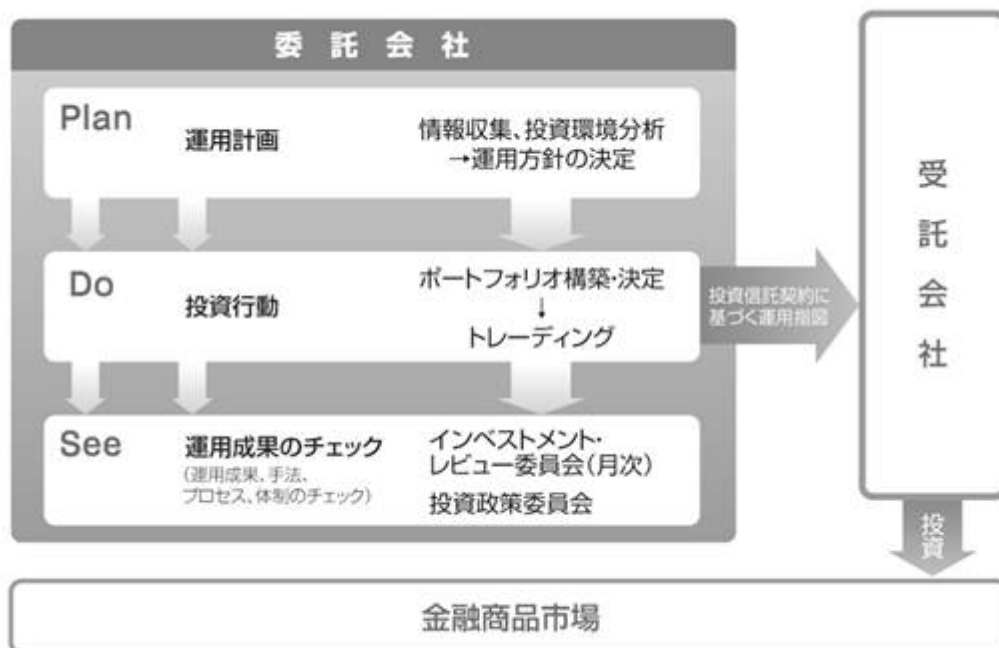 委託会社
Plan
運用計画
情報収集、投資環境分析
→運用方針の決定
Do
投資行動
ポートフォリオ構築・決定
↓
トレーディング
投資信託契約に
基づく運用指図
See
運用成果のチェック
(運用成果、手法、
プロセス、体制のチェック)
インベストメント・
レビュー委員会(月次)
投資政策委員会
受託会社
投資
金融商品市場